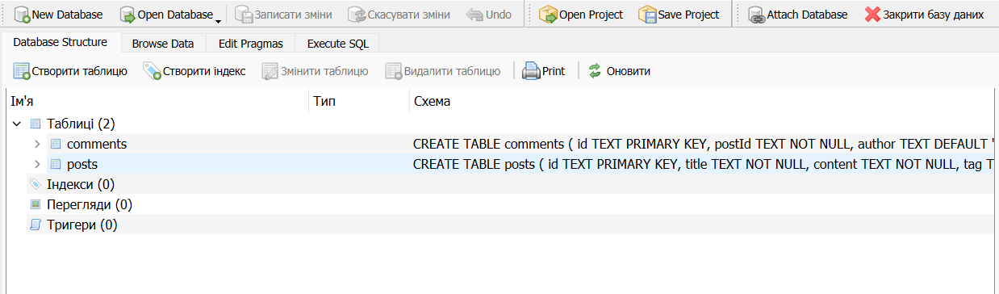 New Database Open Database Записати зміни Скасувати зміни Undo Open Project Save Project Attach Database Закрити базу даних
Database Structure Browse Data Edit Pragmas Execute SQL
Створити таблицю Створити індекс Змінити таблицю Видалити таблицю Print Оновити
Ім'я Тип Схема
Таблиці (2)
comments CREATE TABLE comments ( id TEXT PRIMARY KEY, postId TEXT NOT NULL, author TEXT DEFAULT '
posts CREATE TABLE posts ( id TEXT PRIMARY KEY, title TEXT NOT NULL, content TEXT NOT NULL, tag T
Індекси (0)
Перегляди (0)
Тригери (0)